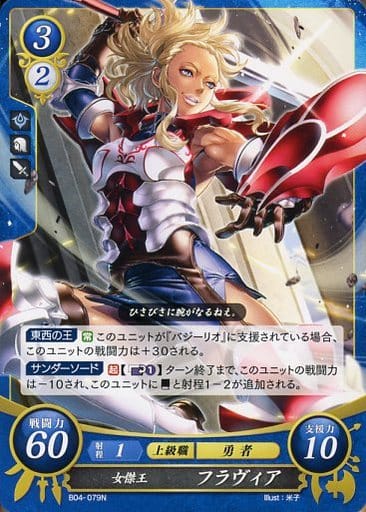 3
2
ひさびさに腕がなるねえ。
東西の王 常 このユニットが『バジーリオ』に支援されている場合、
このユニットの戦闘力は+30される。
サンダーソード 起 【1】 ターン終了まで、このユニットの戦闘力
は−10され、このユニットに と射程1−2が追加される。
戦闘力
60
射程 1 上級職 勇者
支援力
10
女傑王 フラヴィア
B04-079N
Illust:米子